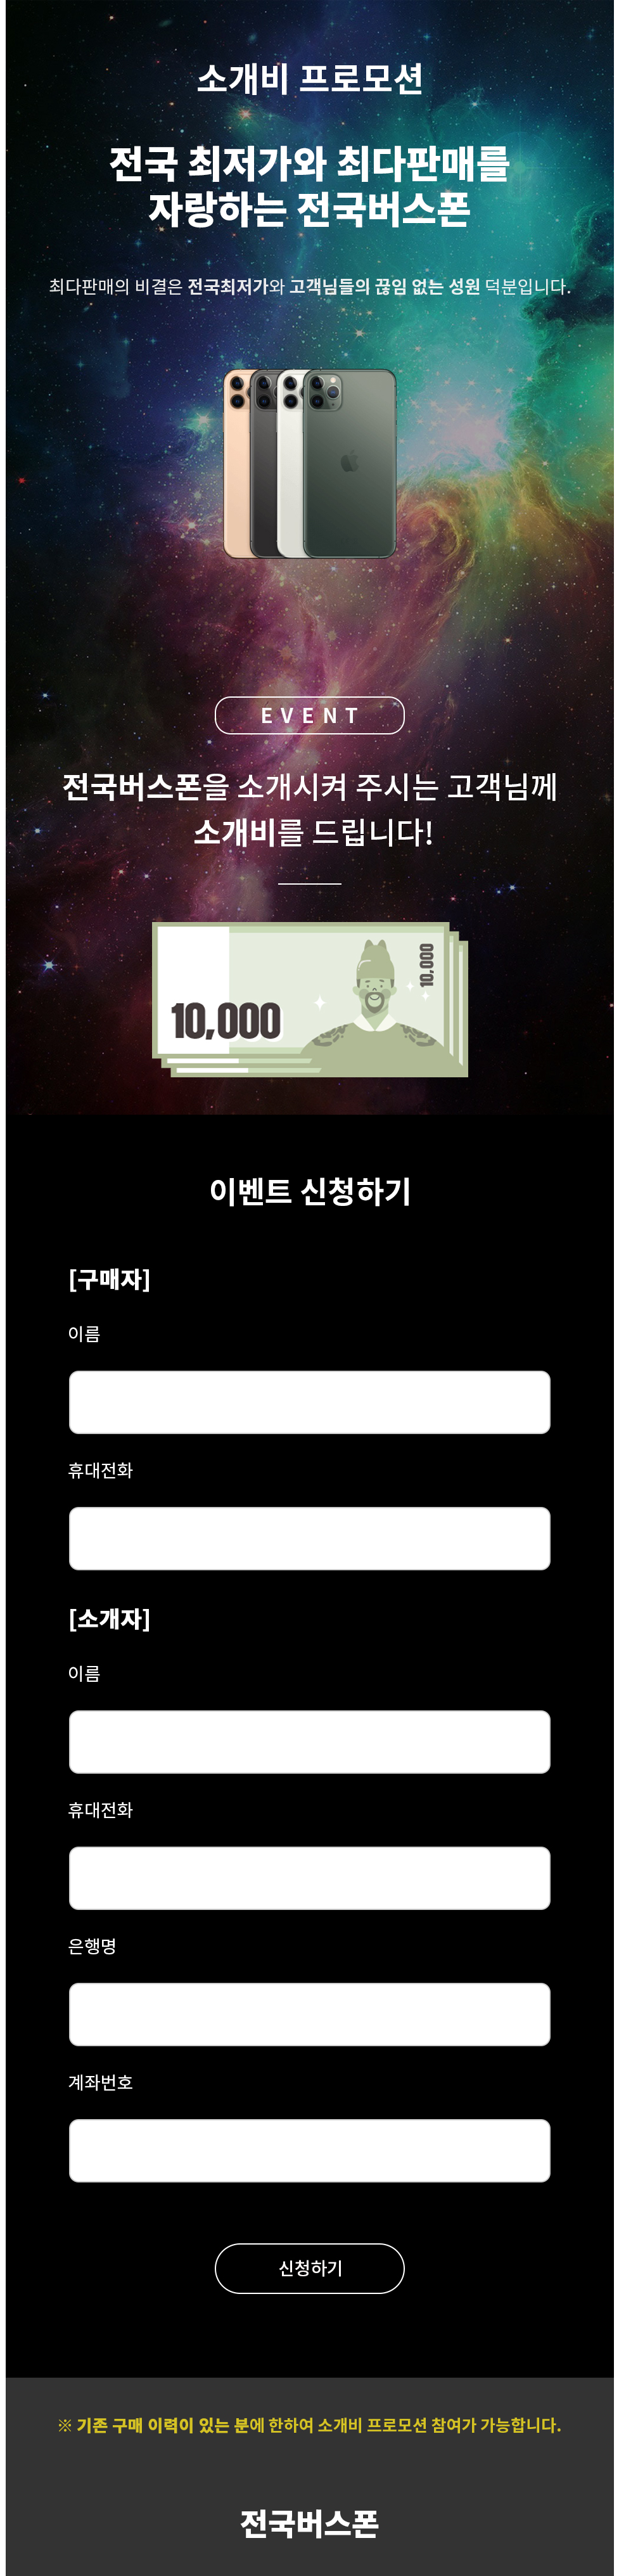 소개비 프로모션
전국 최저가와 최다판매를
자랑하는 전국버스폰
최다판매의 비결은 전국최저가와 고객님들의 끊임 없는 성원 덕분입니다.
EVENT
전국버스폰을 소개시켜 주시는 고객님께
소개비를 드립니다!
10,000
10,000
이벤트 신청하기
[구매자]
이름
휴대전화
[소개자]
이름
휴대전화
은행명
계좌번호
신청하기
※ 기존 구매 이력이 있는 분에 한하여 소개비 프로모션 참여가 가능합니다.
전국버스폰